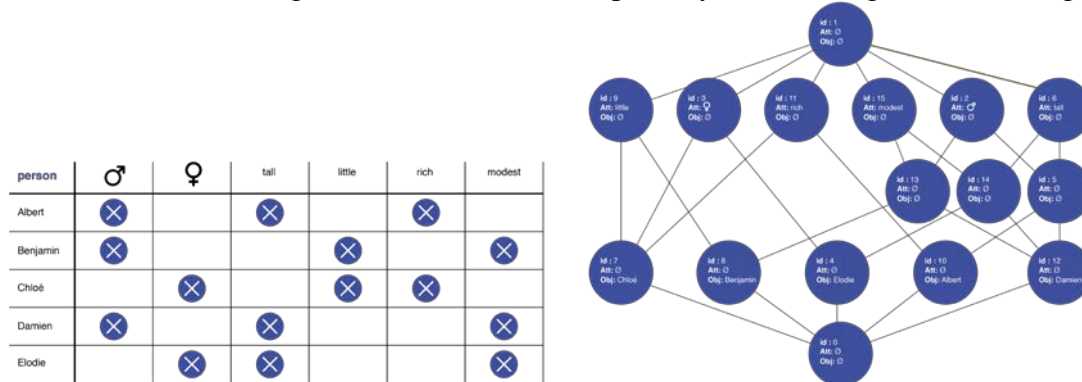 person ♂ ♀ tall little rich modest
Albert
Benjamin
Chloé
Damien
Elodie
id : 1
Att: ∅
Obj: ∅
id : 9
Att: little
Obj: ∅
id : 3
Att: ♀
Obj: ∅
id : 11
Att: rich
Obj: ∅
id : 15
Att: modest
Obj: ∅
id : 2
Att: ♂
Obj: ∅
id : 6
Att: tall
Obj: ∅
id : 13
Att: ∅
Obj: ∅
id : 14
Att: ∅
Obj: ∅
id : 5
Att: ∅
Obj: ∅
id : 7
Att: ∅
Obj: Chloé
id : 8
Att: ∅
Obj: Benjamin
id : 4
Att: ∅
Obj: Elodie
id : 10
Att: ∅
Obj: Albert
id : 12
Att: ∅
Obj: Damien
id : 0
Att: ∅
Obj: ∅